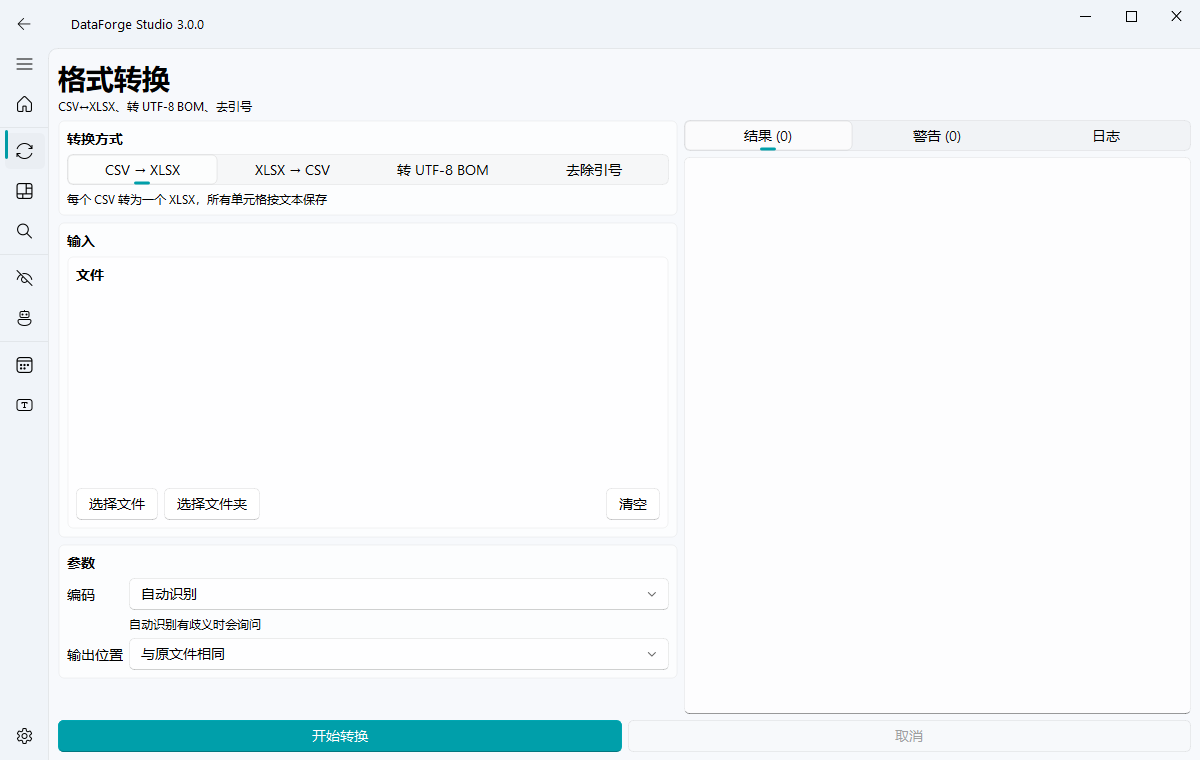 DataForge Studio 3.0.0
格式转换
CSV↔XLSX、转 UTF-8 BOM、去引号
转换方式
CSV → XLSX
XLSX → CSV
转 UTF-8 BOM
去除引号
每个 CSV 转为一个 XLSX，所有单元格按文本保存
输入
文件
选择文件
选择文件夹
清空
参数
编码
自动识别
自动识别有歧义时会询问
输出位置
与原文件相同
结果 (0)
警告 (0)
日志
开始转换
取消